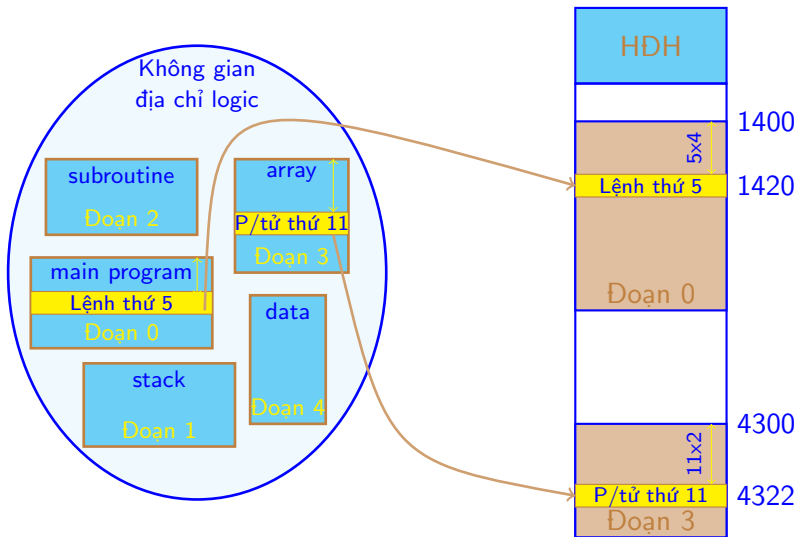 Không gian
địa chỉ logic
subroutine
Đoạn 2
array
P/tử thứ 11
Đoạn 3
main program
Lệnh thứ 5
Đoạn 0
data
Đoạn 4
stack
Đoạn 1
HĐH
1400
5x4
Lệnh thứ 5
1420
Đoạn 0
4300
11x2
P/tử thứ 11
4322
Đoạn 3